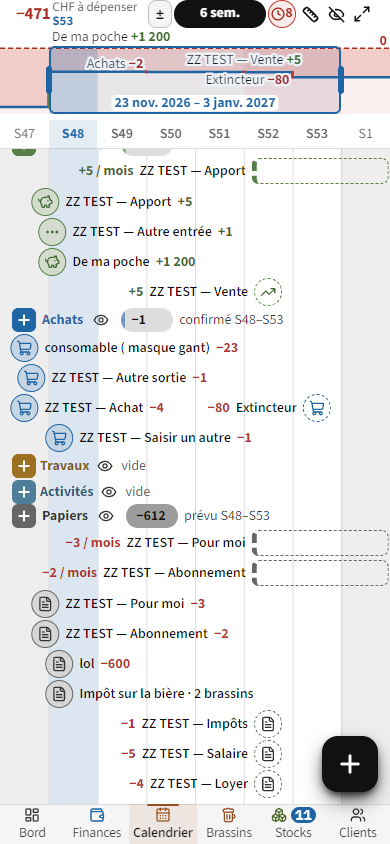 −471 CHF à dépenser
S53
± 6 sem. 8
De ma poche +1 200
0
Achats −2 ZZ TEST — Vente +5
Extincteur −80
23 nov. 2026 – 3 janv. 2027
S47 S48 S49 S50 S51 S52 S53 S1
+5 / mois ZZ TEST — Apport
ZZ TEST — Apport +5
ZZ TEST — Autre entrée +1
De ma poche +1 200
+5 ZZ TEST — Vente
Achats −1 confirmé S48–S53
consomable ( masque gant) −23
ZZ TEST — Autre sortie −1
ZZ TEST — Achat −4 −80 Extincteur
ZZ TEST — Saisir un autre −1
Travaux vide
Activités vide
Papiers −612 prévu S48–S53
−3 / mois ZZ TEST — Pour moi
−2 / mois ZZ TEST — Abonnement
ZZ TEST — Pour moi −3
ZZ TEST — Abonnement −2
lol −600
Impôt sur la bière · 2 brassins
−1 ZZ TEST — Impôts
−5 ZZ TEST — Salaire
−4 ZZ TEST — Loyer
+
11
Bord Finances Calendrier Brassins Stocks Clients